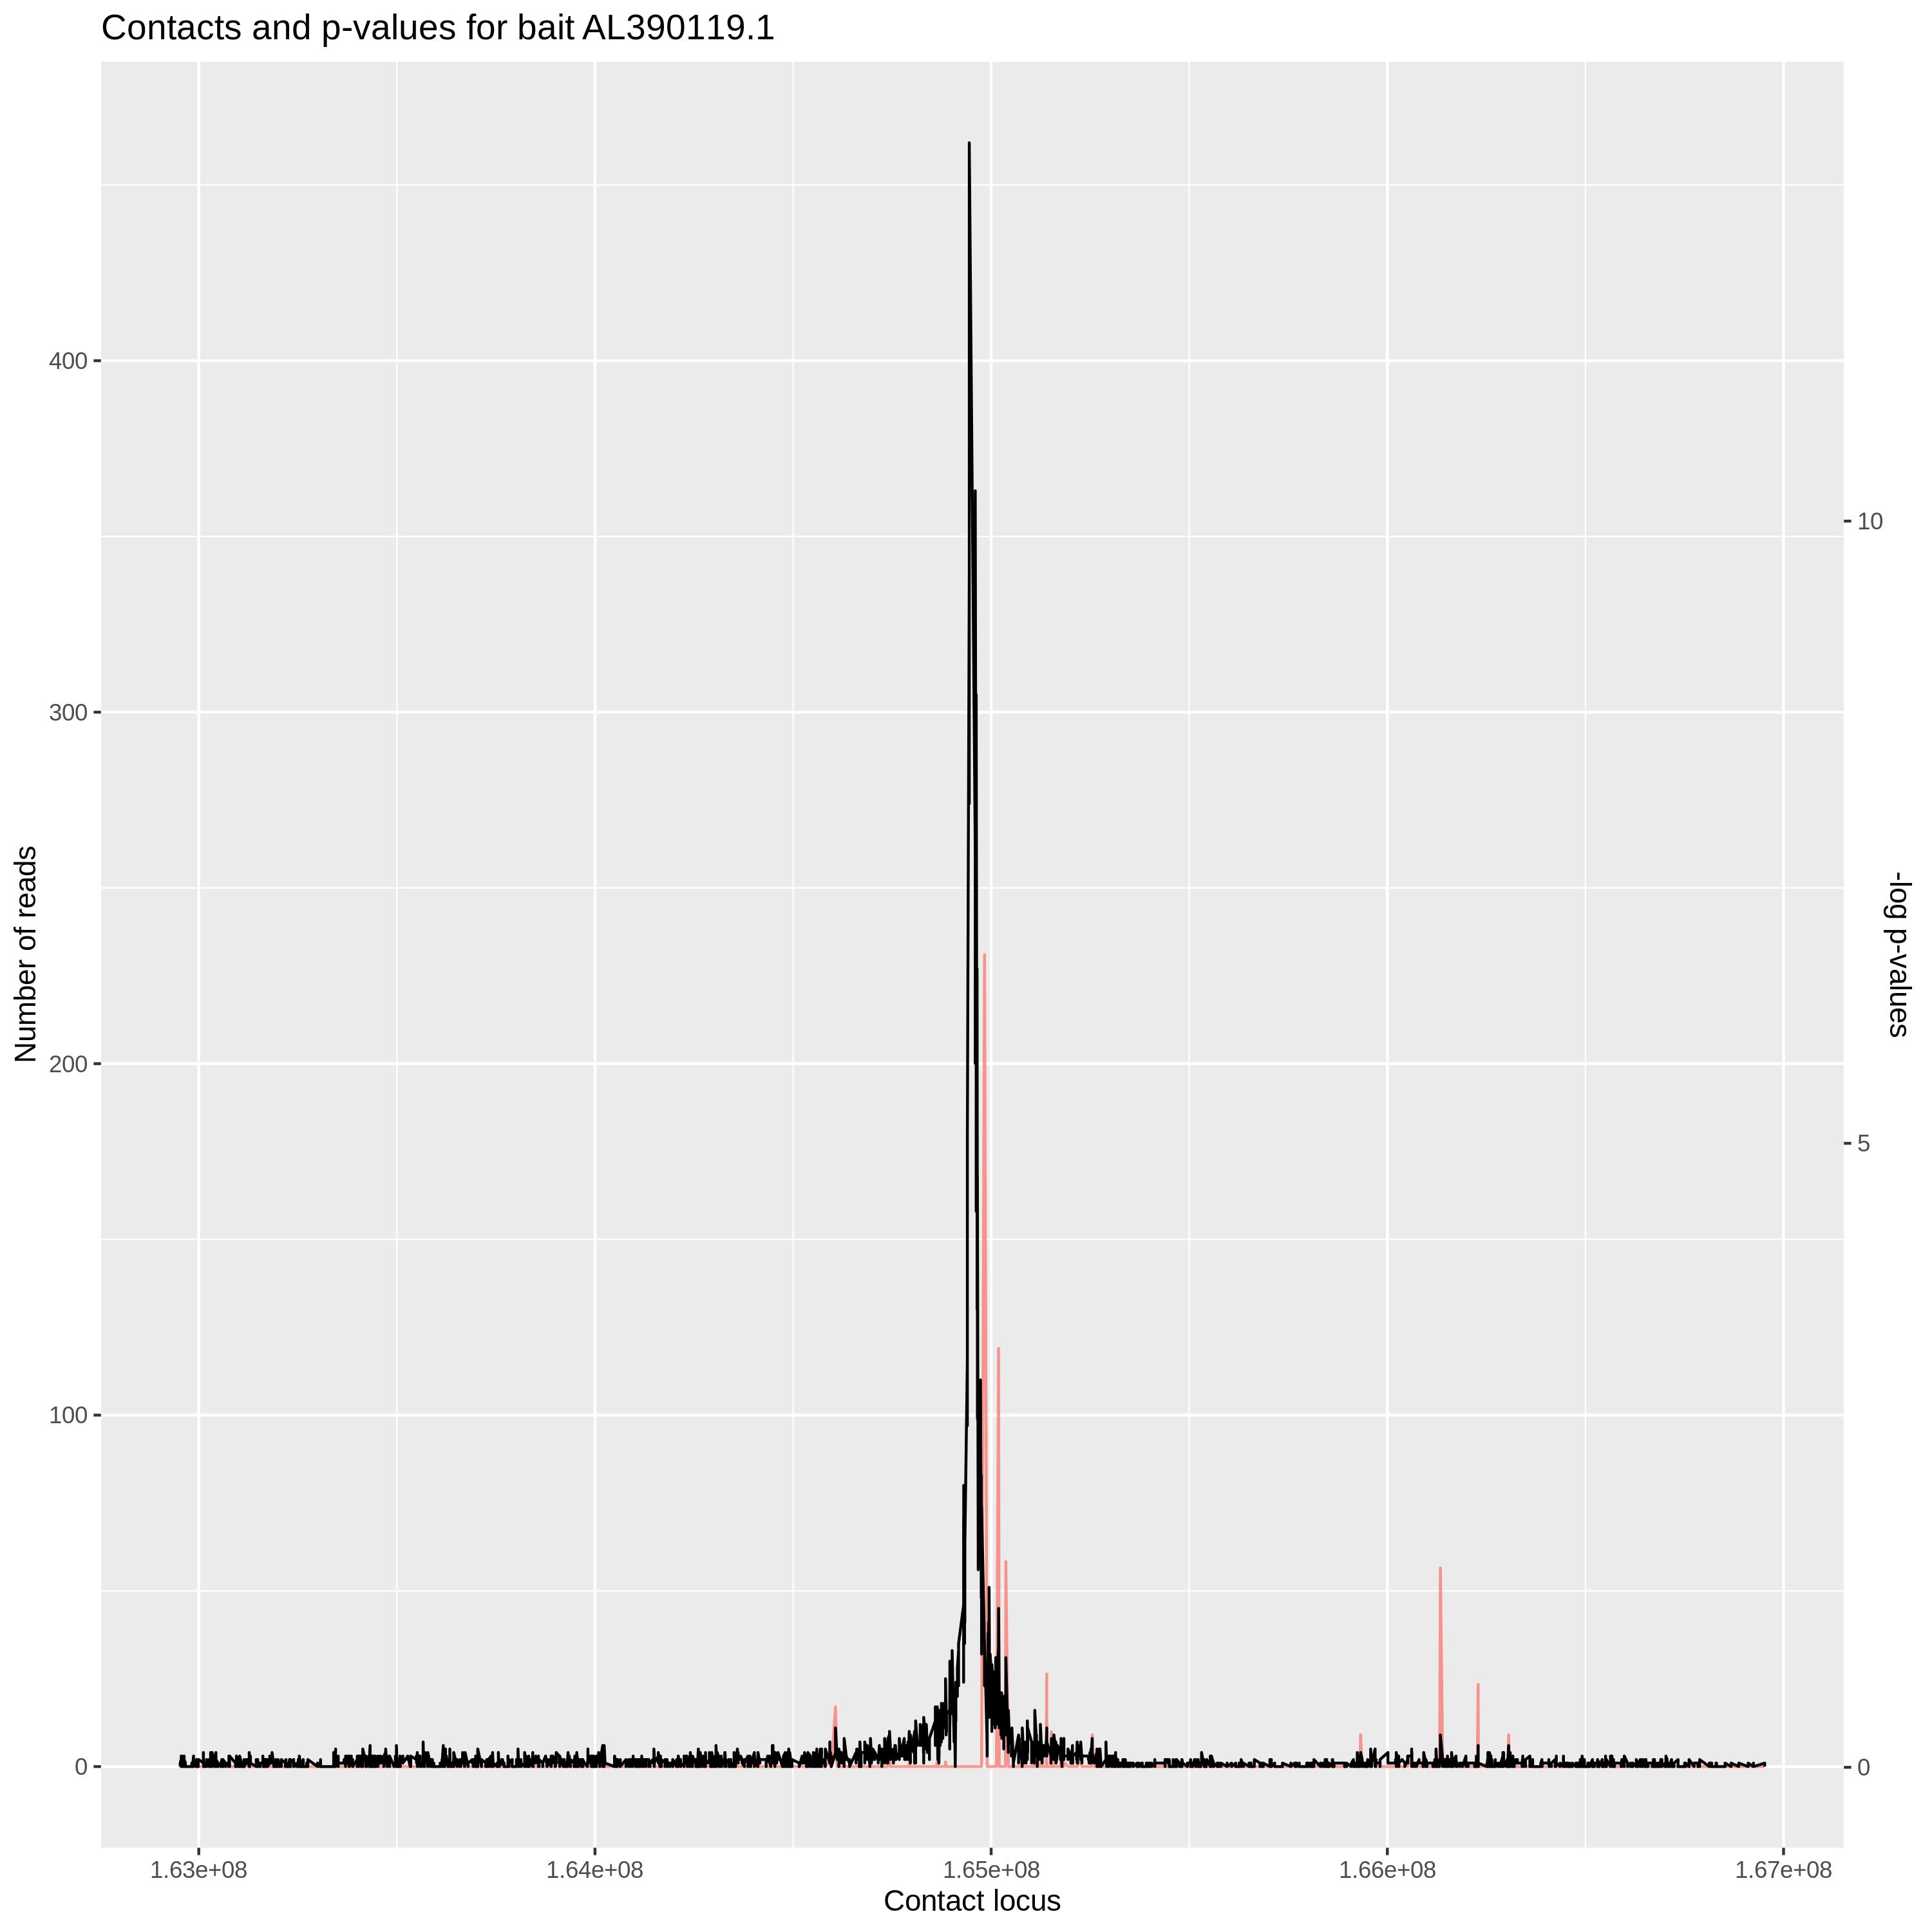 Contacts and p-values for bait AL390119.1
Number of reads
400
300
200
100
0
10
5
0
-log p-values
1.63e+08
1.64e+08
1.65e+08
1.66e+08
1.67e+08
Contact locus